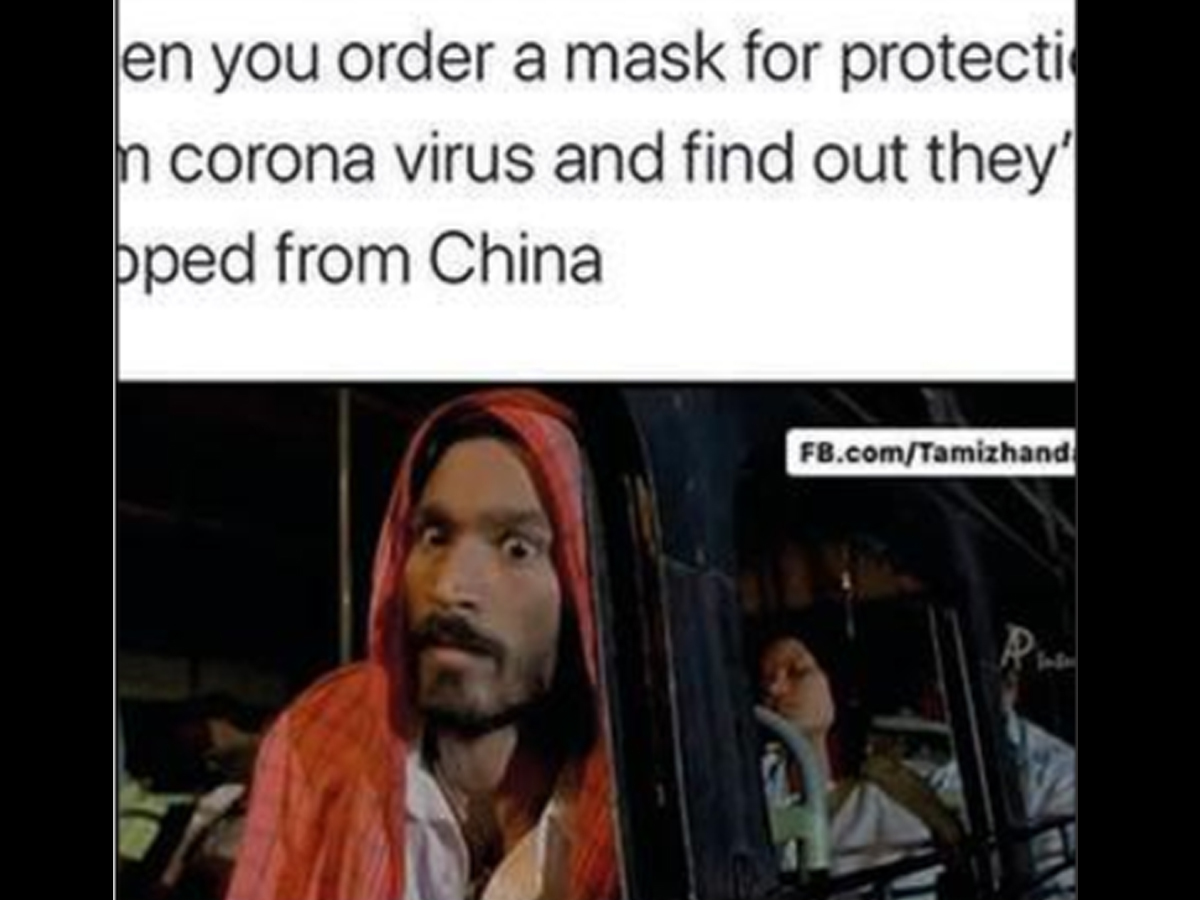 en you order a mask for protecti
m corona virus and find out they'
pped from China
FB.com/Tamizhand